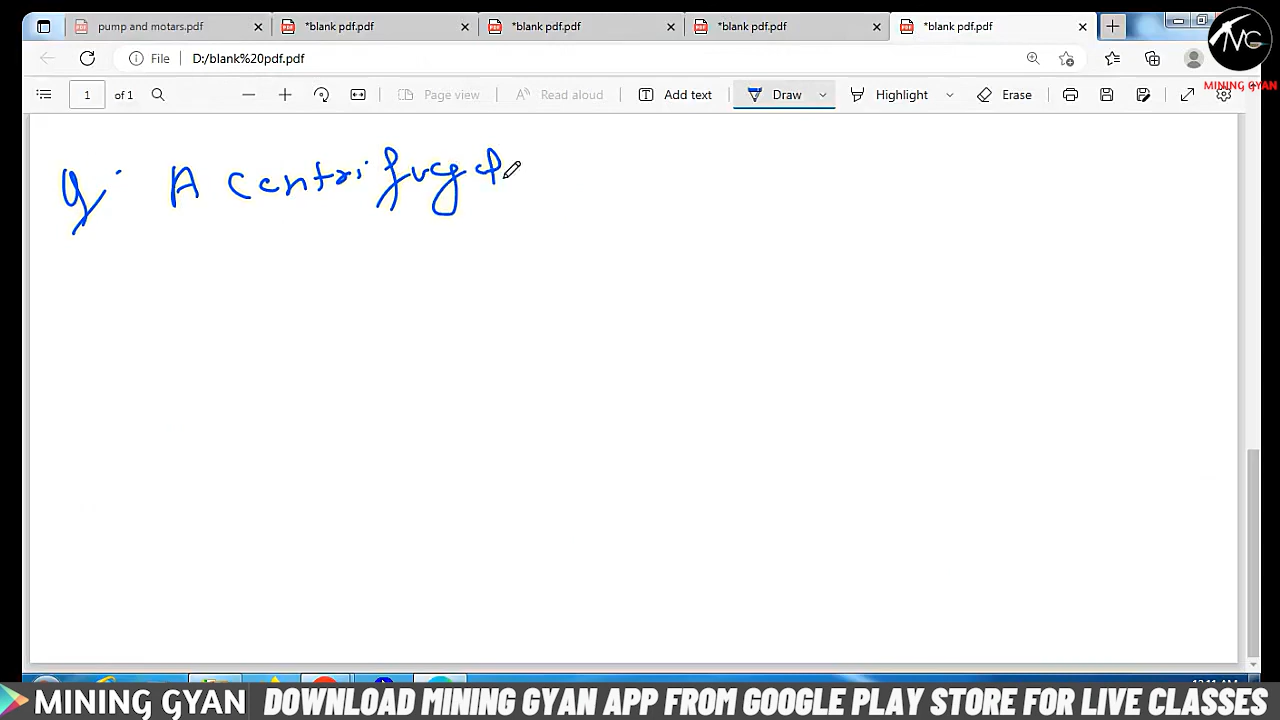 pump and motars.pdf
*blank pdf.pdf
*blank pdf.pdf
*blank pdf.pdf
*blank pdf.pdf
MVG
MINING GYAN
File
D:/blank%20pdf.pdf
1 of 1
Page view
Read aloud
Add text
Draw
Highlight
Erase
Q. A centrifugal
MINING GYAN DOWNLOAD MINING GYAN APP FROM GOOGLE PLAY STORE FOR LIVE CLASSES